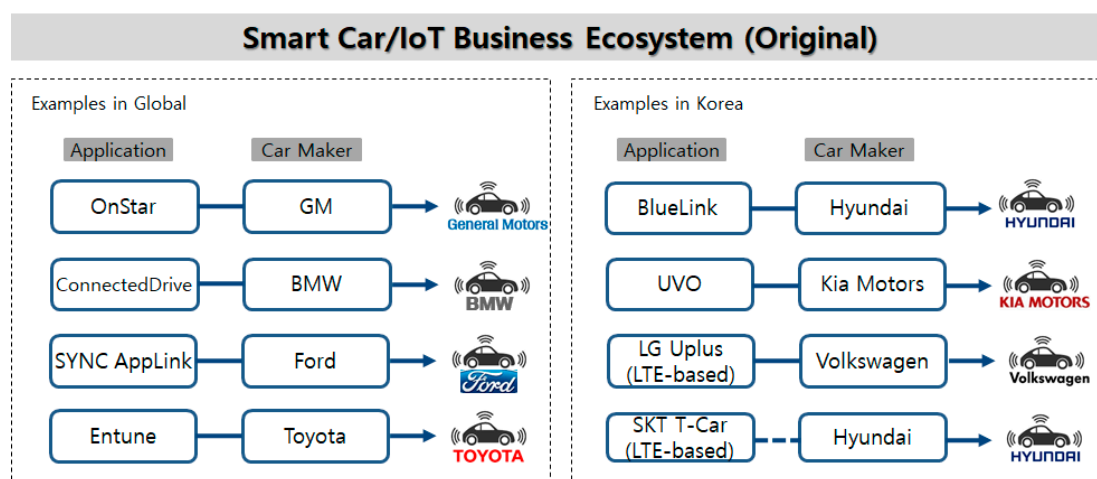 Smart Car/IoT Business Ecosystem (Original)
Examples in Global
Application
Car Maker
OnStar
GM
General Motors
ConnectedDrive
BMW
BMW
SYNC AppLink
Ford
Ford
Entune
Toyota
TOYOTA
Examples in Korea
Application
Car Maker
BlueLink
Hyundai
HYUNDAI
UVO
Kia Motors
KIA MOTORS
LG Uplus
(LTE-based)
Volkswagen
Volkswagen
SKT T-Car
(LTE-based)
Hyundai
HYUNDAI